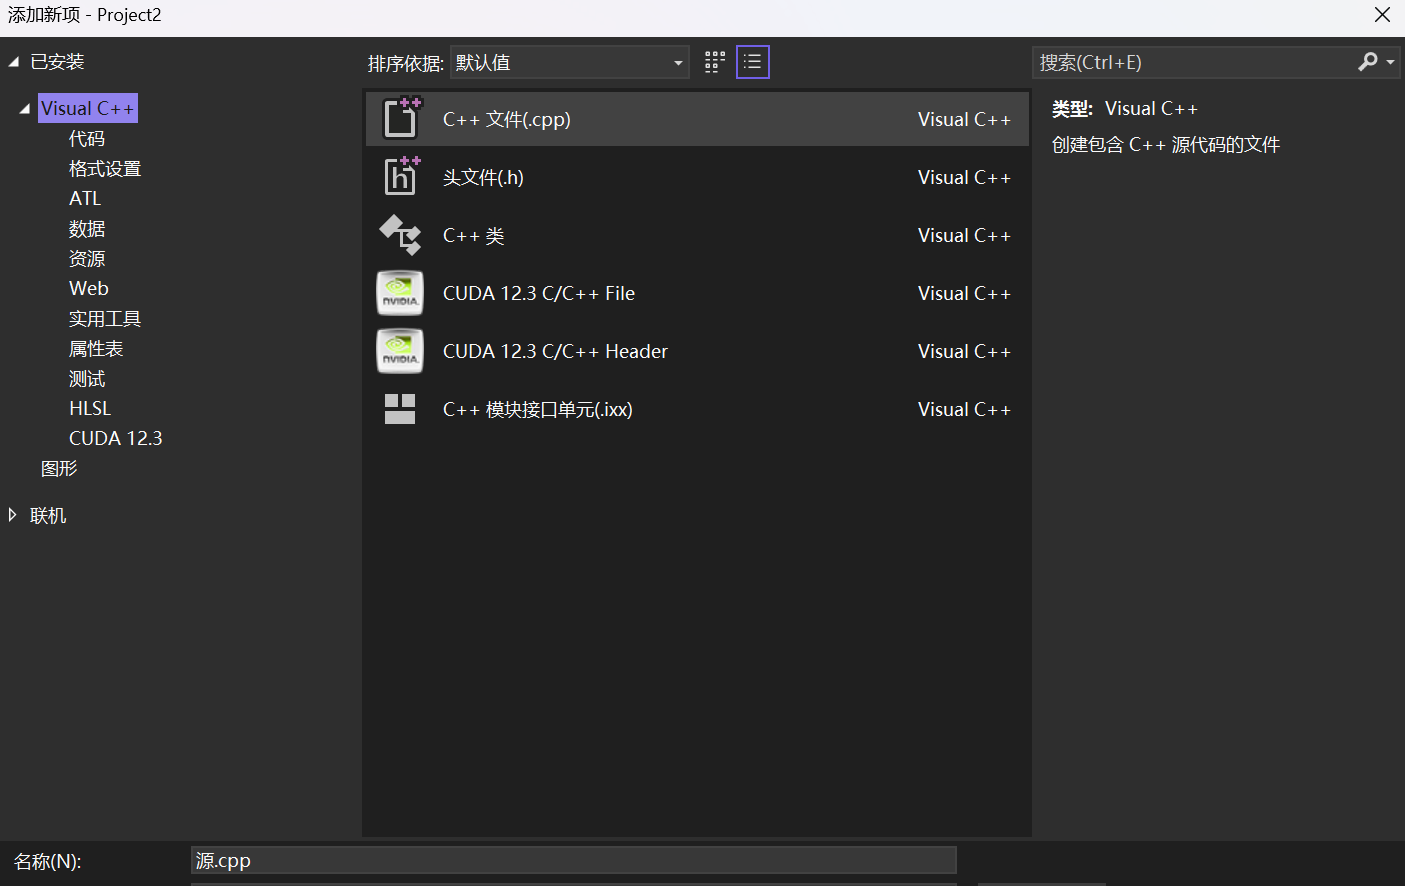 添加新项 - Project2
已安装
Visual C++
代码
格式设置
ATL
数据
资源
Web
实用工具
属性表
测试
HLSL
CUDA 12.3
图形
联机
排序依据: 默认值
C++ 文件(.cpp) Visual C++
头文件(.h) Visual C++
C++ 类 Visual C++
NVIDIA. CUDA 12.3 C/C++ File Visual C++
NVIDIA. CUDA 12.3 C/C++ Header Visual C++
C++ 模块接口单元(.ixx) Visual C++
搜索(Ctrl+E)
类型: Visual C++
创建包含 C++ 源代码的文件
名称(N): 源.cpp